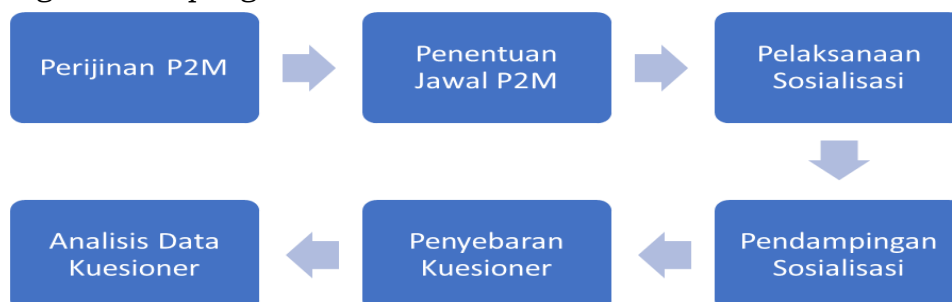 Perijinan P2M
Penentuan
Jawal P2M
Pelaksanaan
Sosialisasi
Pendampingan
Sosialisasi
Penyebaran
Kuesioner
Analisis Data
Kuesioner